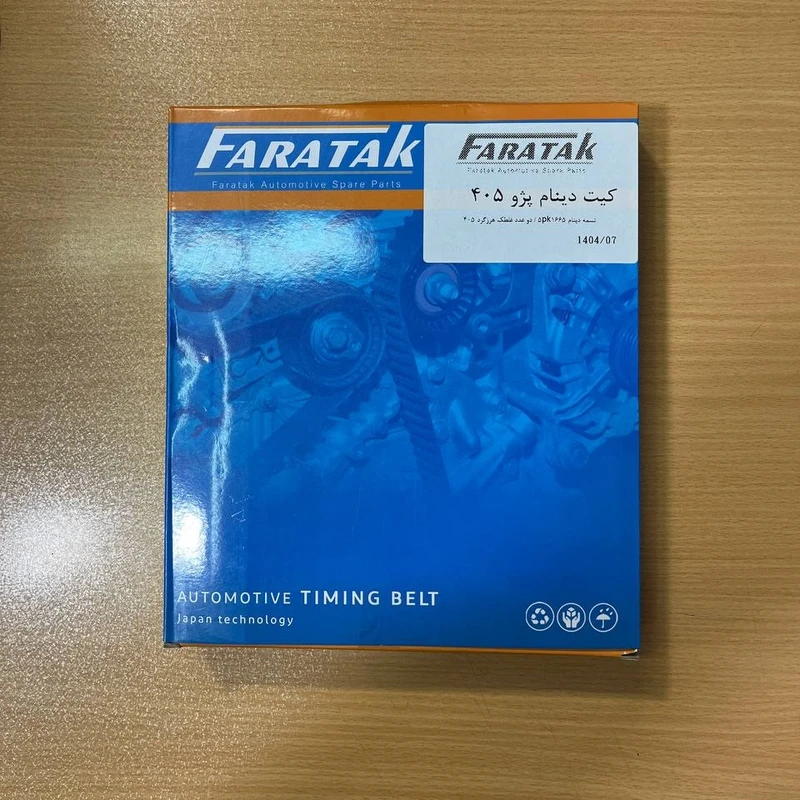 FARATAK
Faratak Automotive Spare Parts
FARATAK
Faratak Automotive Spare Parts
کیت دینام پژو ۴۰۵
تسمه دینام ۵pk۱۶۶۵ / دو عدد غلطک هرزگرد ۴۰۵
1404/07
AUTOMOTIVE TIMING BELT
Japan technology